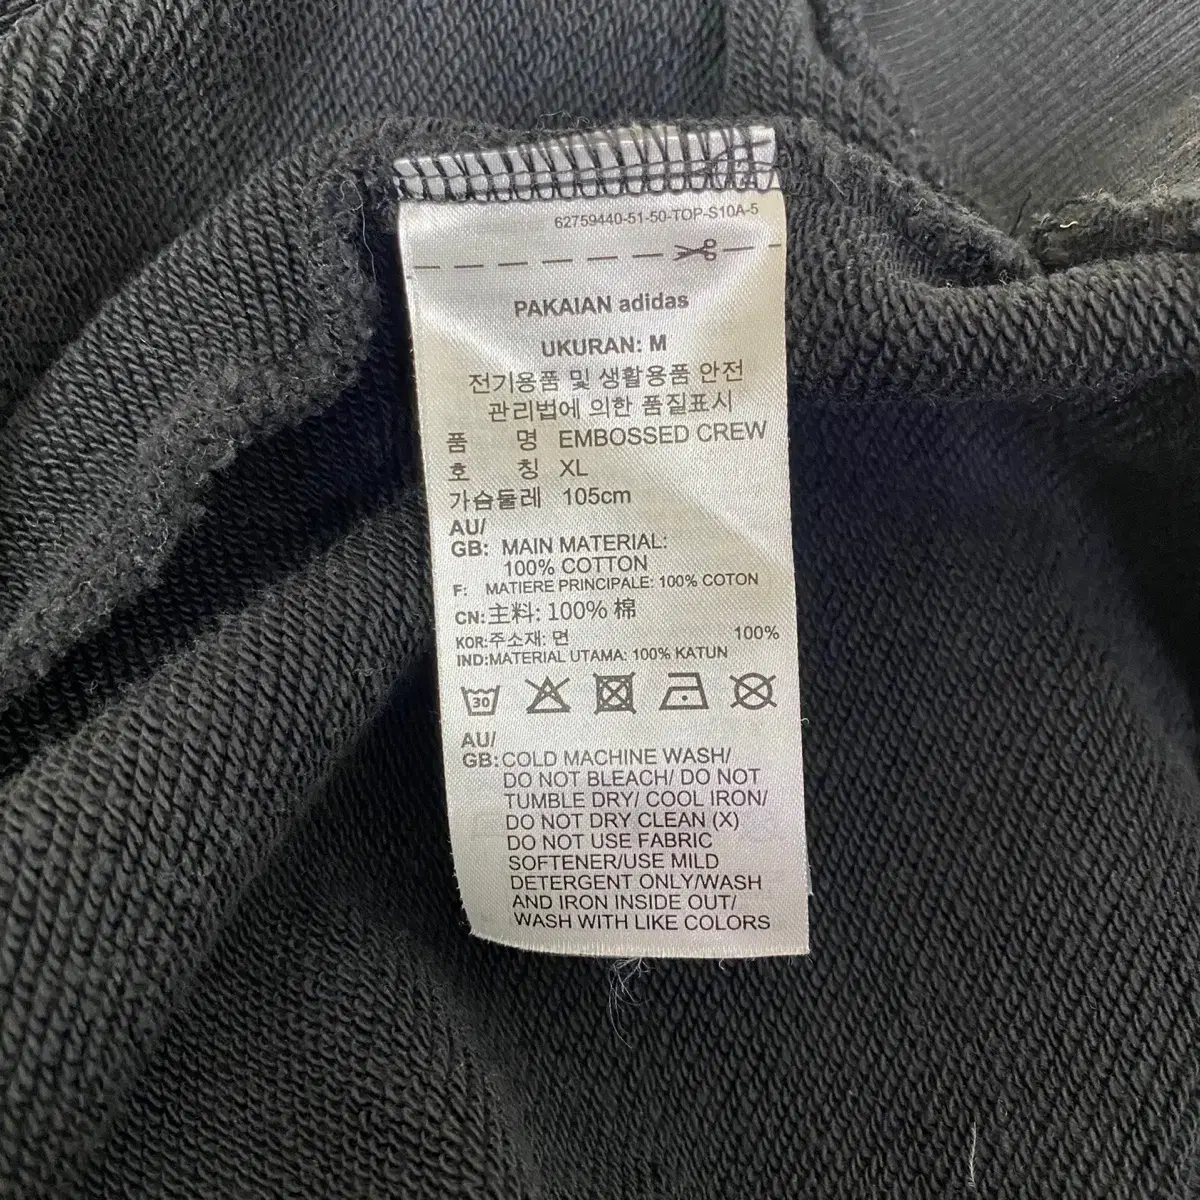 62759440-51-50-TOP-S10A-5
PAKAIAN adidas
UKURAN: M
전기용품 및 생활용품 안전
관리법에 의한 품질표시
품 명 EMBOSSED CREW
호 칭 XL
가슴둘레 105cm
AU/
GB: MAIN MATERIAL:
100% COTTON
F: MATIERE PRINCIPALE: 100% COTON
CN:主料: 100% 棉
KOR:주소재: 면 100%
IND:MATERIAL UTAMA: 100% KATUN
30
AU/
GB:COLD MACHINE WASH/
DO NOT BLEACH/ DO NOT
TUMBLE DRY/ COOL IRON/
DO NOT DRY CLEAN (X)
DO NOT USE FABRIC
SOFTENER/USE MILD
DETERGENT ONLY/WASH
AND IRON INSIDE OUT/
WASH WITH LIKE COLORS